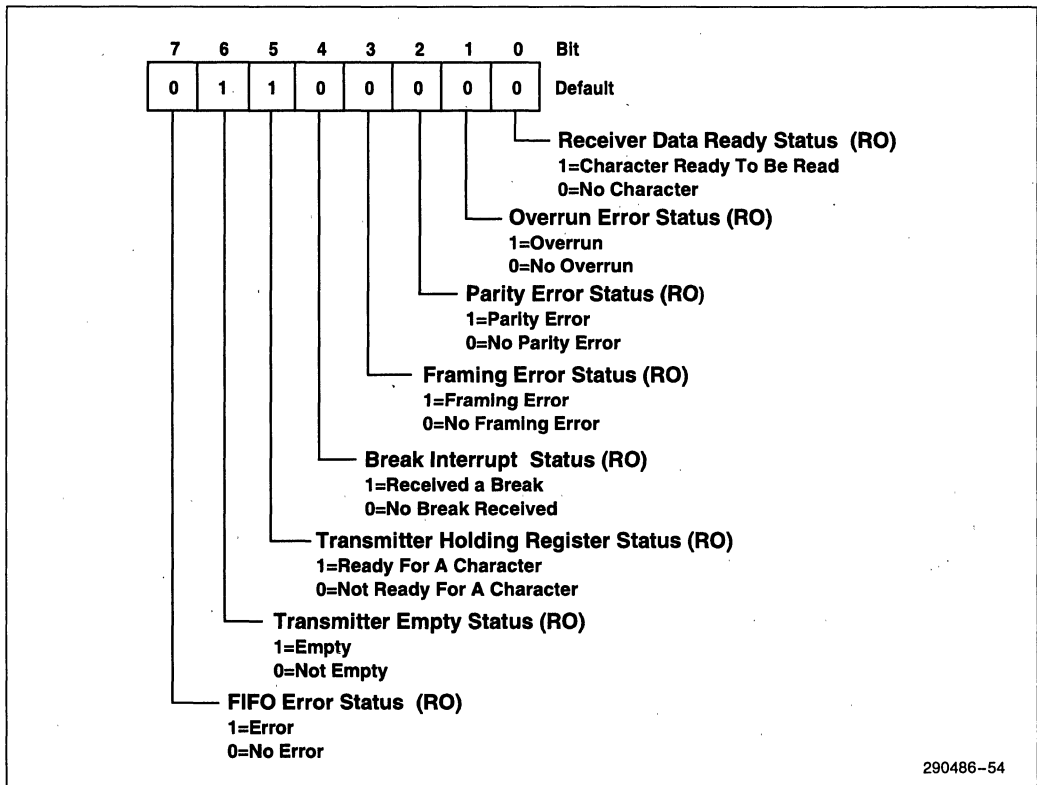 7 6 5 4 3 2 1 0 Bit
0 1 1 0 0 0 0 0 Default
Receiver Data Ready Status (RO)
1=Character Ready To Be Read
0=No Character
Overrun Error Status (RO)
1=Overrun
0=No Overrun
Parity Error Status (RO)
1=Parity Error
0=No Parity Error
Framing Error Status (RO)
1=Framing Error
0=No Framing Error
Break Interrupt Status (RO)
1=Received a Break
0=No Break Received
Transmitter Holding Register Status (RO)
1=Ready For A Character
0=Not Ready For A Character
Transmitter Empty Status (RO)
1=Empty
0=Not Empty
FIFO Error Status (RO)
1=Error
0=No Error
290486-54